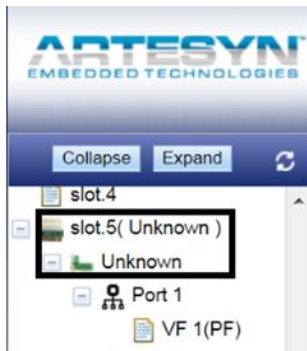 ARTESYN
EMBEDDED TECHNOLOGIES
Collapse Expand
slot.4
slot.5( Unknown )
Unknown
Port 1
VF 1(PF)